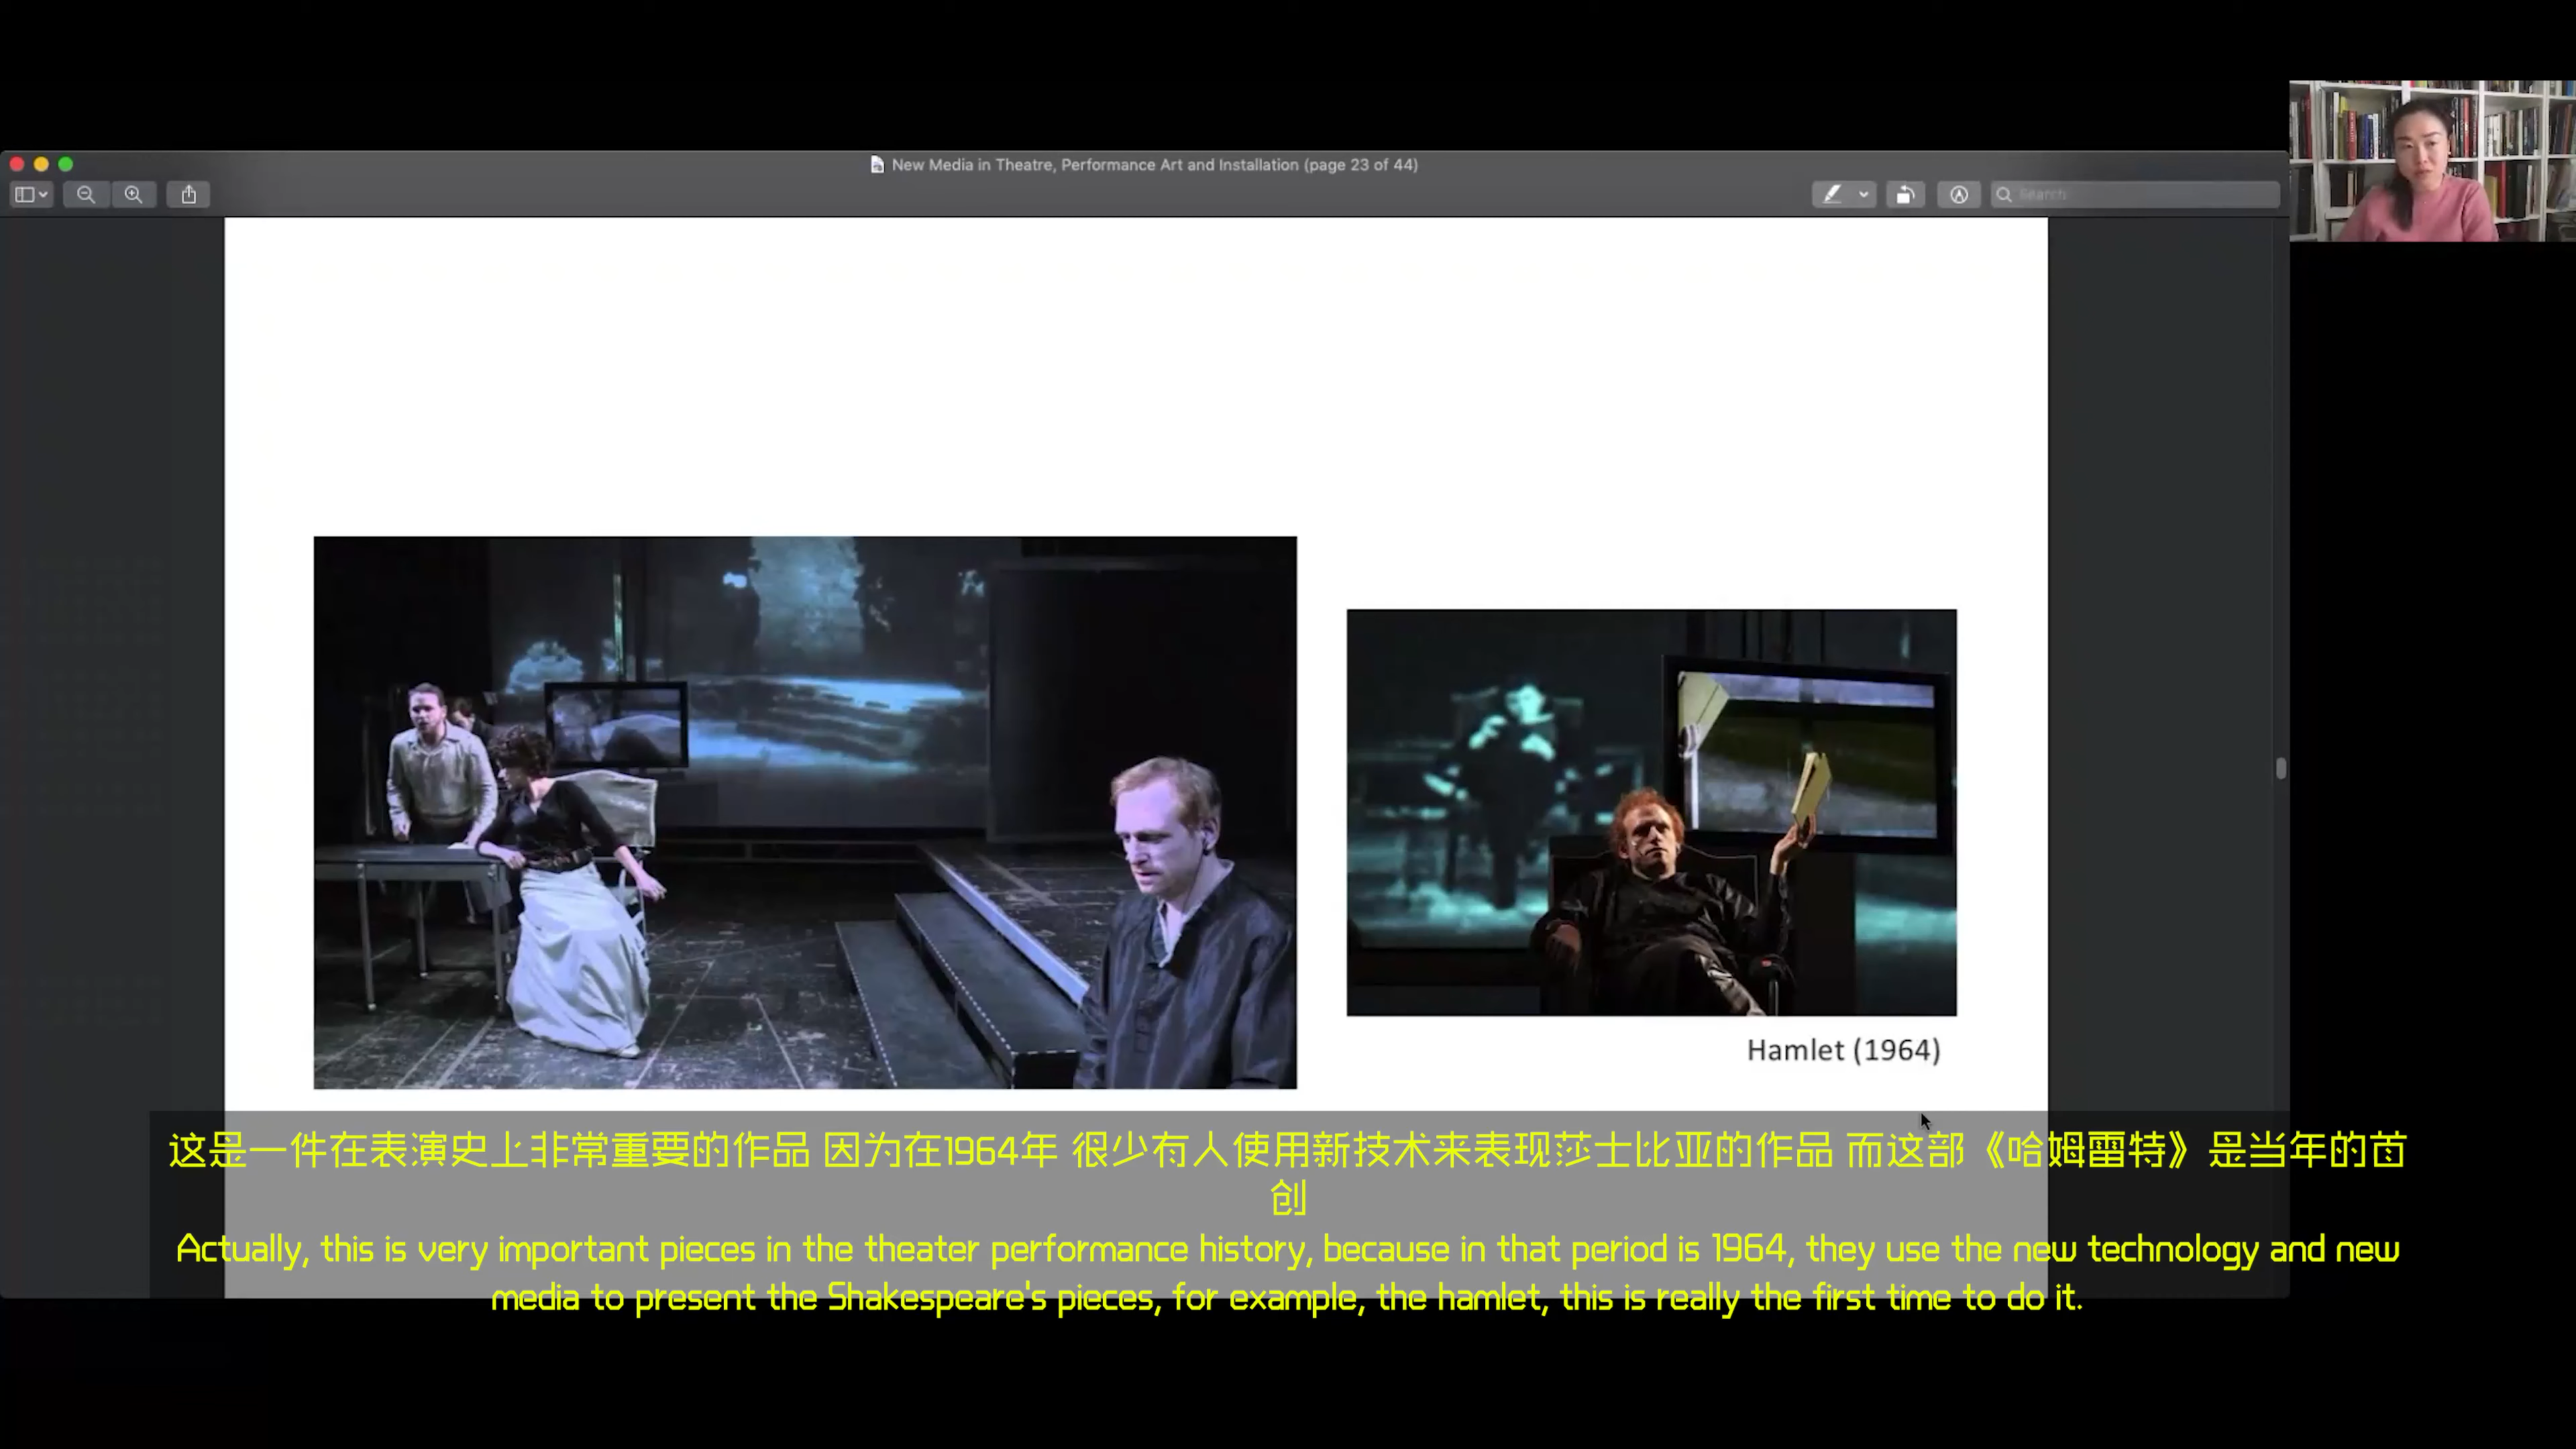 New Media in Theatre, Performance Art and Installation (page 23 of 44)
Search
Hamlet (1964)
这是一件在表演史上非常重要的作品 因为在1964年 很少有人使用新技术来表现莎士比亚的作品 而这部《哈姆雷特》是当年的首
创
Actually, this is very important pieces in the theater performance history, because in that period is 1964, they use the new technology and new
media to present the Shakespeare's pieces, for example, the hamlet, this is really the first time to do it.